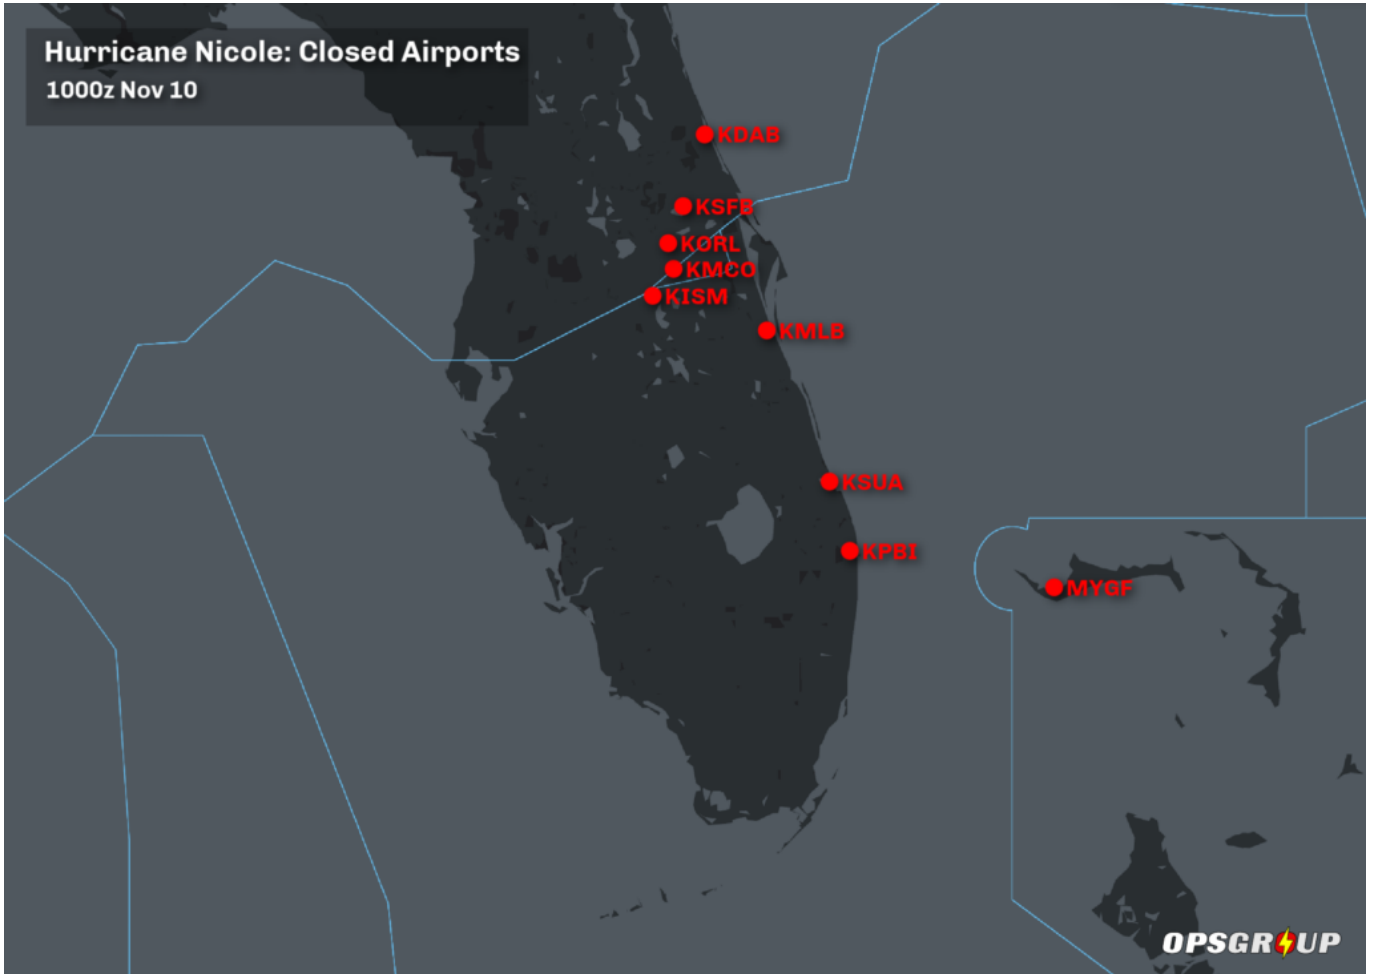 Hurricane Nicole: Closed Airports
1000z Nov 10
KDAB
KSFB
KORL
KMCO
KISM
KMLB
KSUA
KPBI
MYGF
OPSGROUP